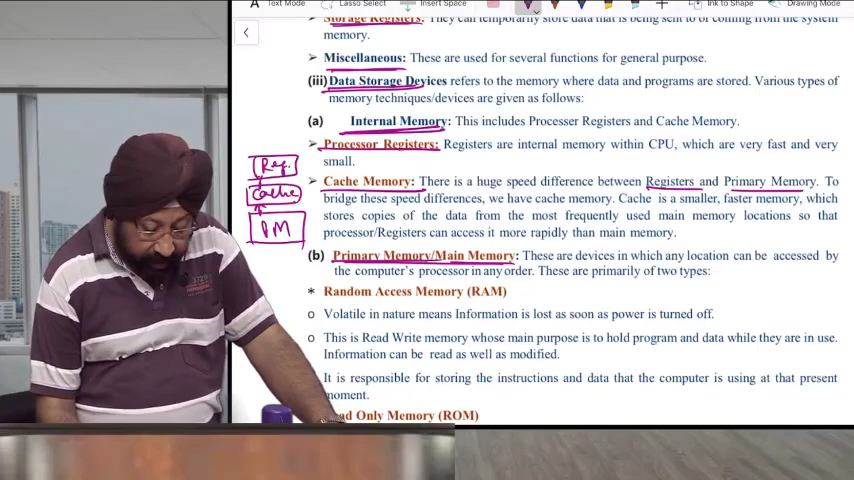 Text Mode Lasso Select Insert Space Ink to Shape Drawing Mode
Storage Registers: They can temporarily store data that is being sent to or coming from the system
memory.
➢ Miscellaneous: These are used for several functions for general purpose.
(iii) Data Storage Devices refers to the memory where data and programs are stored. Various types of
memory techniques/devices are given as follows:
(a) Internal Memory: This includes Processer Registers and Cache Memory.
➢ Processor Registers: Registers are internal memory within CPU, which are very fast and very
small.
Reg.
➢ Cache Memory: There is a huge speed difference between Registers and Primary Memory. To
Cache
bridge these speed differences, we have cache memory. Cache is a smaller, faster memory, which
stores copies of the data from the most frequently used main memory locations so that
PM
processor/Registers can access it more rapidly than main memory.
(b) Primary Memory/Main Memory: These are devices in which any location can be accessed by
the computer's processor in any order. These are primarily of two types:
* Random Access Memory (RAM)
o Volatile in nature means Information is lost as soon as power is turned off.
o This is Read Write memory whose main purpose is to hold program and data while they are in use.
Information can be read as well as modified.
It is responsible for storing the instructions and data that the computer is using at that present
moment.
Read Only Memory (ROM)